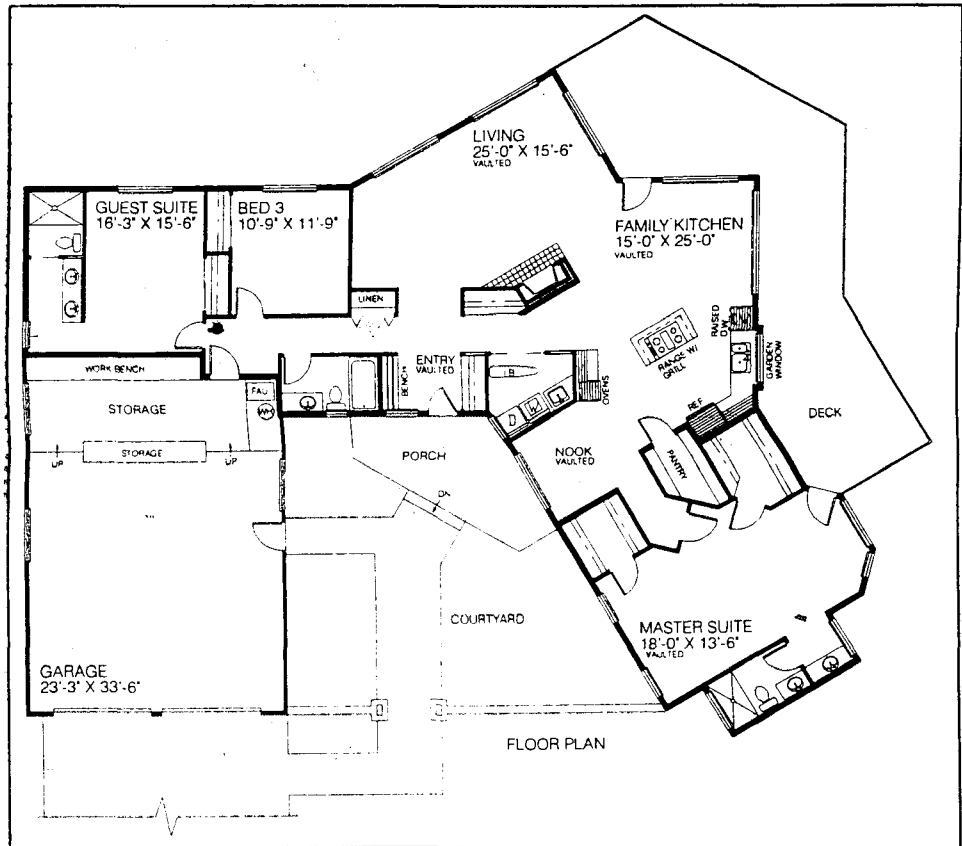 LIVING
25'-0" X 15'-6"
VAULTED
GUEST SUITE
16'-3" X 15'-6"
BED 3
10'-9" X 11'-9"
FAMILY KITCHEN
15'-0" X 25'-0"
VAULTED
LINEN
RAISED
D.W.
RANGE W/
GRILL
GARDEN
WINDOW
ENTRY
VAULTED
BENCH
IB
OVENS
WORK BENCH
FAU
WH
STORAGE
STORAGE
UP
UP
D
W
REF
DECK
PORCH
NOOK
VAULTED
PANTRY
DN
COURTYARD
MASTER SUITE
18'-0" X 13'-6"
VAULTED
GARAGE
23'-3" X 33'-6"
FLOOR PLAN